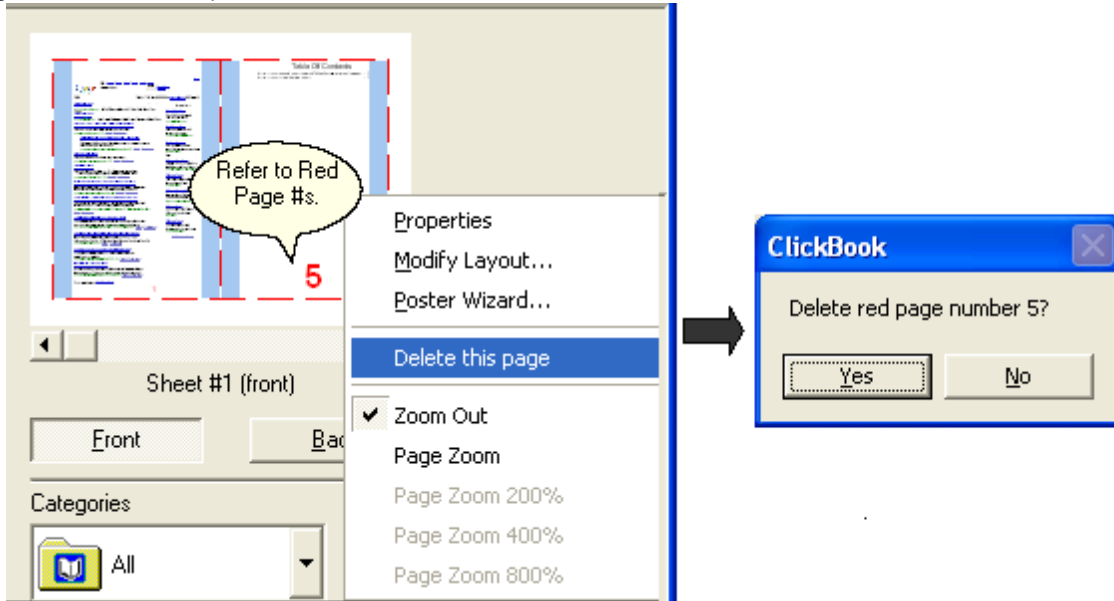 Table Of Contents
Refer to Red
Page #s.
5
Properties
Modify Layout...
Poster Wizard...
Delete this page
Zoom Out
Page Zoom
Page Zoom 200%
Page Zoom 400%
Page Zoom 800%
Sheet #1 (front)
Front
Bac
Categories
All
ClickBook
Delete red page number 5?
Yes
No